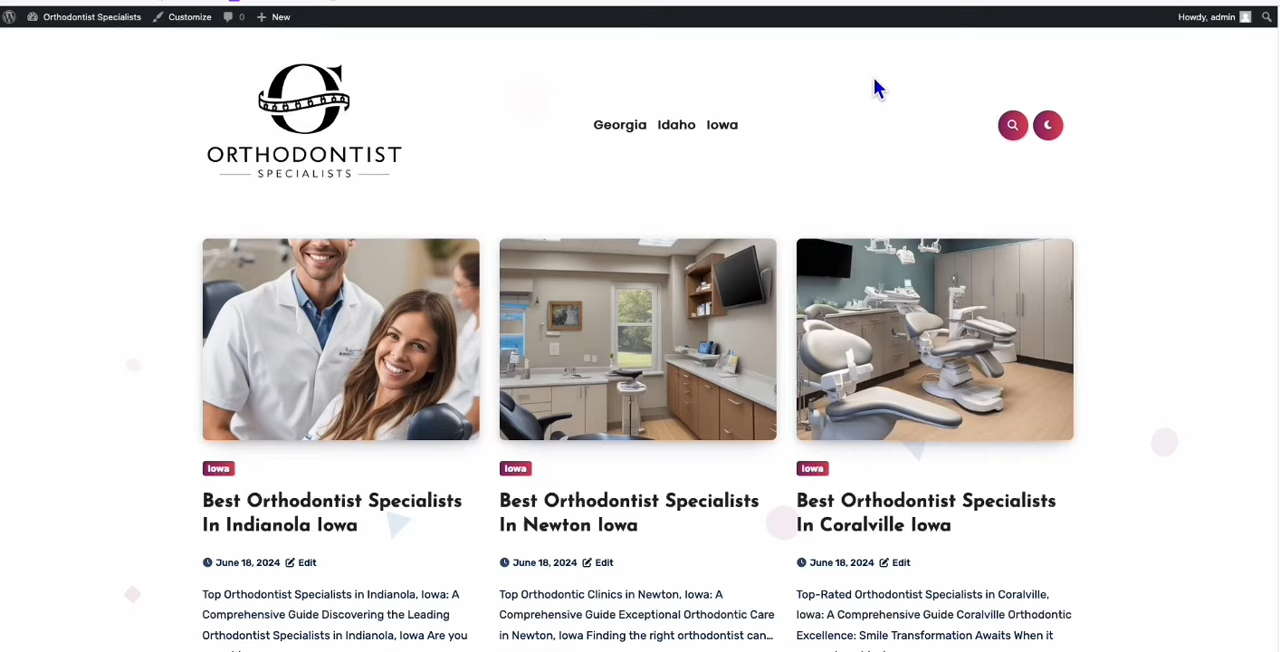 Orthodontist Specialists Customize 0 New Howdy, admin
ORTHODONTIST
SPECIALISTS
Georgia Idaho Iowa
Iowa
Best Orthodontist Specialists
In Indianola Iowa
June 18, 2024 Edit
Top Orthodontist Specialists in Indianola, Iowa: A
Comprehensive Guide Discovering the Leading
Orthodontist Specialists in Indianola, Iowa Are you
Iowa
Best Orthodontist Specialists
In Newton Iowa
June 18, 2024 Edit
Top Orthodontic Clinics in Newton, Iowa: A
Comprehensive Guide Exceptional Orthodontic Care
in Newton, Iowa Finding the right orthodontist can...
Iowa
Best Orthodontist Specialists
In Coralville Iowa
June 18, 2024 Edit
Top-Rated Orthodontist Specialists in Coralville,
Iowa: A Comprehensive Guide Coralville Orthodontic
Excellence: Smile Transformation Awaits When it